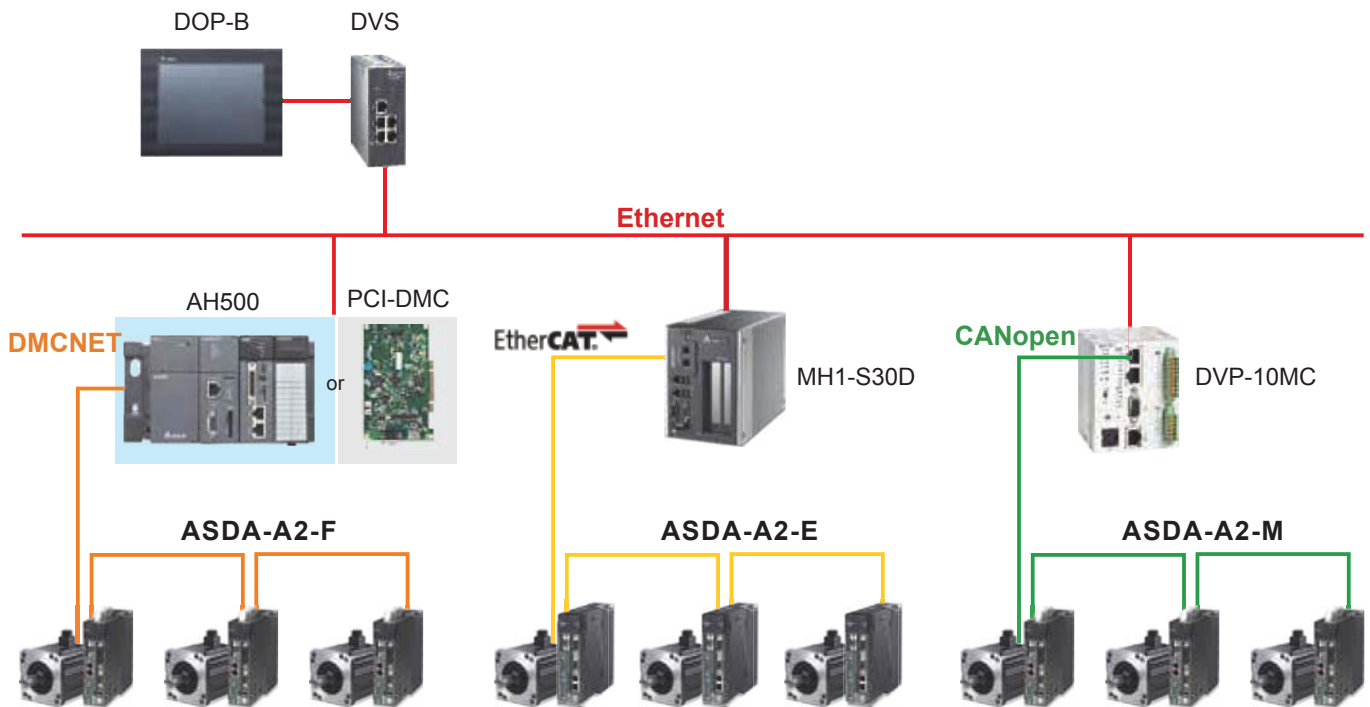 DOP-B
DVS
Ethernet
AH500
PCI-DMC
DMCNET
or
EtherCAT
MH1-S30D
CANopen
DVP-10MC
ASDA-A2-F
ASDA-A2-E
ASDA-A2-M